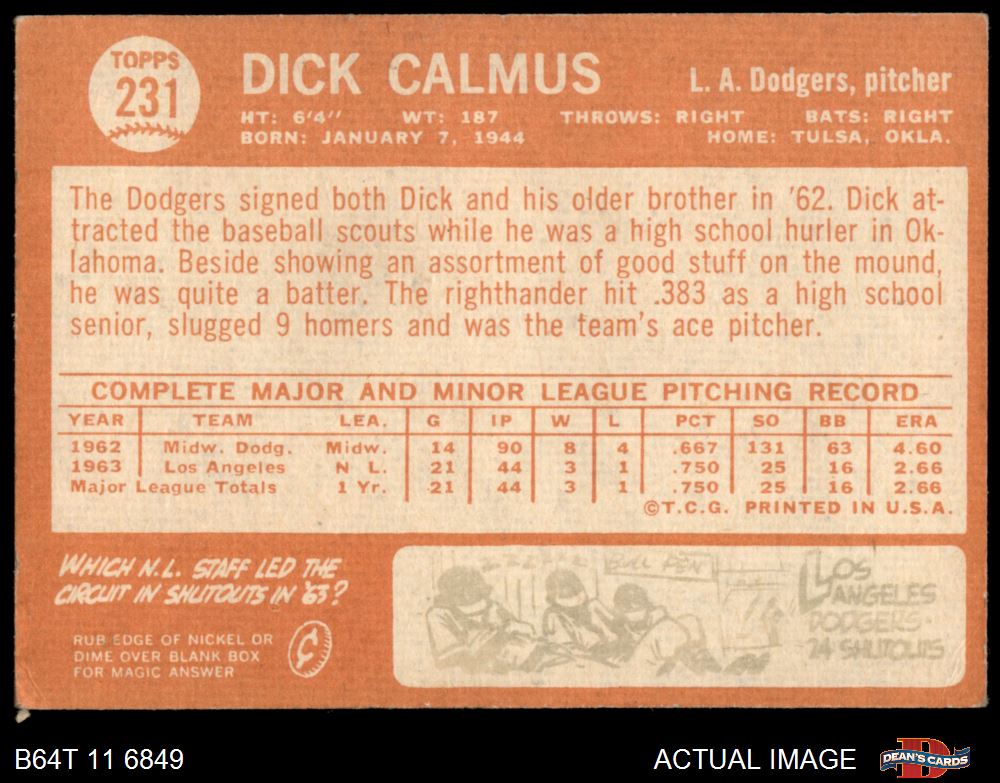 TOPPS
231
DICK CALMUS
L. A. Dodgers, pitcher
HT: 6'4" WT: 187 THROWS: RIGHT BATS: RIGHT
BORN: JANUARY 7, 1944 HOME: TULSA, OKLA.
The Dodgers signed both Dick and his older brother in '62. Dick at-
tracted the baseball scouts while he was a high school hurler in Ok-
lahoma. Beside showing an assortment of good stuff on the mound,
he was quite a batter. The righthander hit .383 as a high school
senior, slugged 9 homers and was the team's ace pitcher.
COMPLETE MAJOR AND MINOR LEAGUE PITCHING RECORD
YEAR TEAM LEA. G IP W L PCT SO BB ERA
1962 Midw. Dodg. Midw. 14 90 8 4 .667 131 63 4.60
1963 Los Angeles N L. 21 44 3 1 .750 25 16 2.66
Major League Totals 1 Yr. 21 44 3 1 .750 25 16 2.66
©T.C.G. PRINTED IN U.S.A.
WHICH N.L. STAFF LED THE
CIRCUIT IN SHUTOUTS IN '63?
RUB EDGE OF NICKEL OR
DIME OVER BLANK BOX
FOR MAGIC ANSWER
BULL PEN
LOS
ANGELES
DODGERS-
24 SHUTOUTS
B64T 11 6849
ACTUAL IMAGE
DEAN'S CARDS